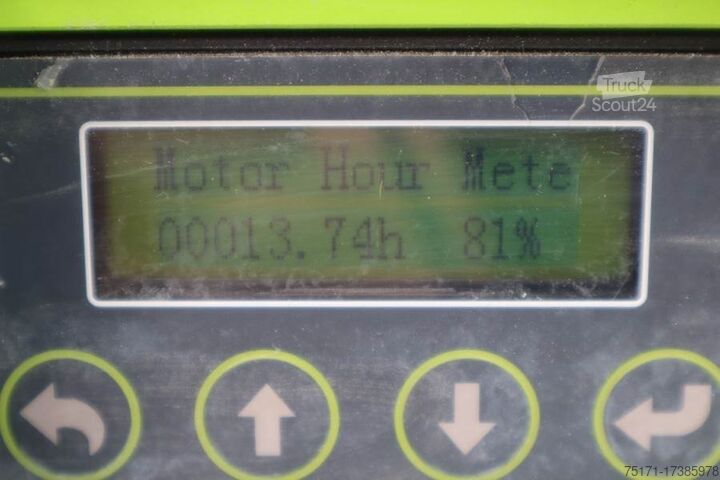 Truck
Scout24
Motor Hour Mete
00013.74h 81%
75171-17385978